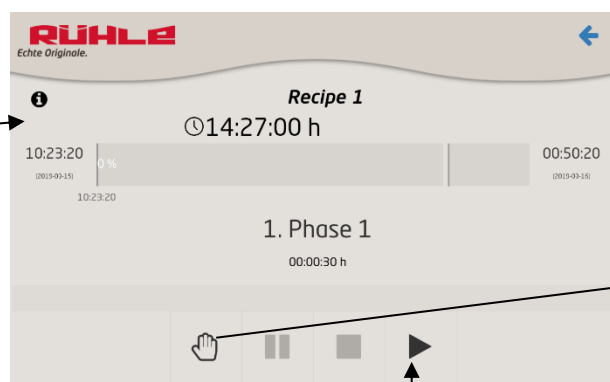 RÜHLE
Echte Originale.
Recipe 1
14:27:00 h
10:23:20
0 %
00:50:20
(2019-03-15)
(2019-03-16)
10:23:20
1. Phase 1
00:00:30 h